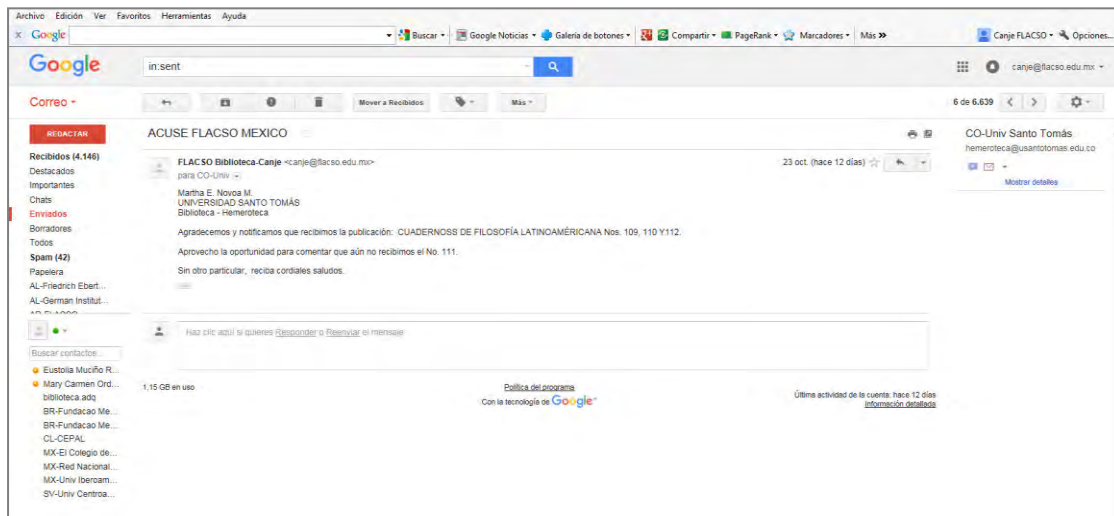 Archivo Edición Ver Favoritos Herramientas Ayuda
x Google Buscar Google Noticias Galería de botones Compartir PageRank Marcadores Más » Canje FLACSO Opciones...
Google in:sent canje@flacso.edu.mx
Correo Mover a Recibidos Más 6 de 6.639
REDACTAR
Recibidos (4.146)
Destacados
Importantes
Chats
Enviados
Borradores
Todos
Spam (42)
Papelera
AL-Friedrich Ebert...
AL-German Institut...
AR-FLACSO
Buscar contactos...
Eustolia Muciño R...
Mary Carmen Ord...
biblioteca.adq
BR-Fundacao Me...
BR-Fundacao Me...
CL-CEPAL
MX-El Colegio de...
MX-Red Nacional...
MX-Univ Iberoam...
SV-Univ Centroa...
ACUSE FLACSO MEXICO
FLACSO Biblioteca-Canje <canje@flacso.edu.mx> 23 oct. (hace 12 días)
para CO-Univ
Martha E. Novoa M.
UNIVERSIDAD SANTO TOMÁS
Biblioteca - Hemeroteca
Agradecemos y notificamos que recibimos la publicación: CUADERNOSS DE FILOSOFÍA LATINOAMÉRICANA Nos. 109, 110 Y112.
Aprovecho la oportunidad para comentar que aún no recibimos el No. 111.
Sin otro particular, reciba cordiales saludos.
Haz clic aquí si quieres Responder o Reenviar el mensaje
1,15 GB en uso
Política del programa
Con la tecnología de Google™
Última actividad de la cuenta: hace 12 días
Información detallada
CO-Univ Santo Tomás
hemeroteca@usantotomas.edu.co
Mostrar detalles